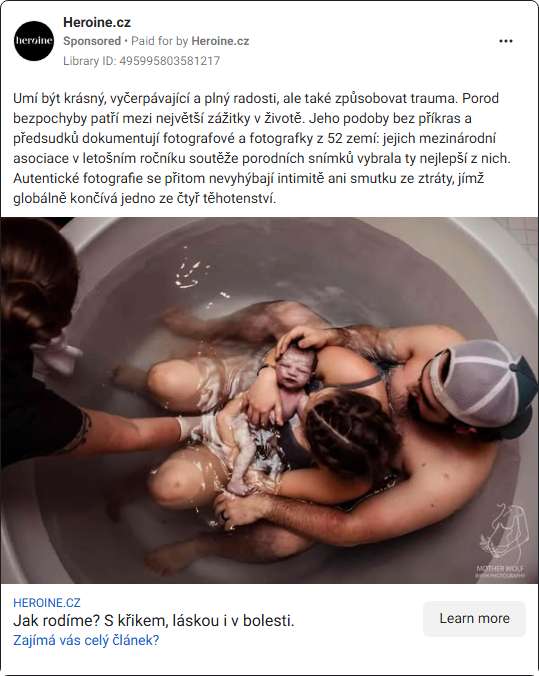 Heroine.cz
heroine
Sponsored • Paid for by Heroine.cz
Library ID: 495995803581217
Umí být krásný, vyčerpávající a plný radosti, ale také způsobovat trauma. Porod
bezpochyby patří mezi největší zážitky v životě. Jeho podoby bez příkras a
předsudků dokumentují fotografové a fotografky z 52 zemí: jejich mezinárodní
asociace v letošním ročníku soutěže porodních snímků vybrala ty nejlepší z nich.
Autentické fotografie se přitom nevyhýbají intimitě ani smutku ze ztráty, jímž
globálně končívá jedno ze čtyř těhotenství.
MOTHER WOLF
BIRTH PHOTOGRAPHY
HEROINE.CZ
Jak rodíme? S křikem, láskou i v bolesti.
Zajímá vás celý článek?
Learn more